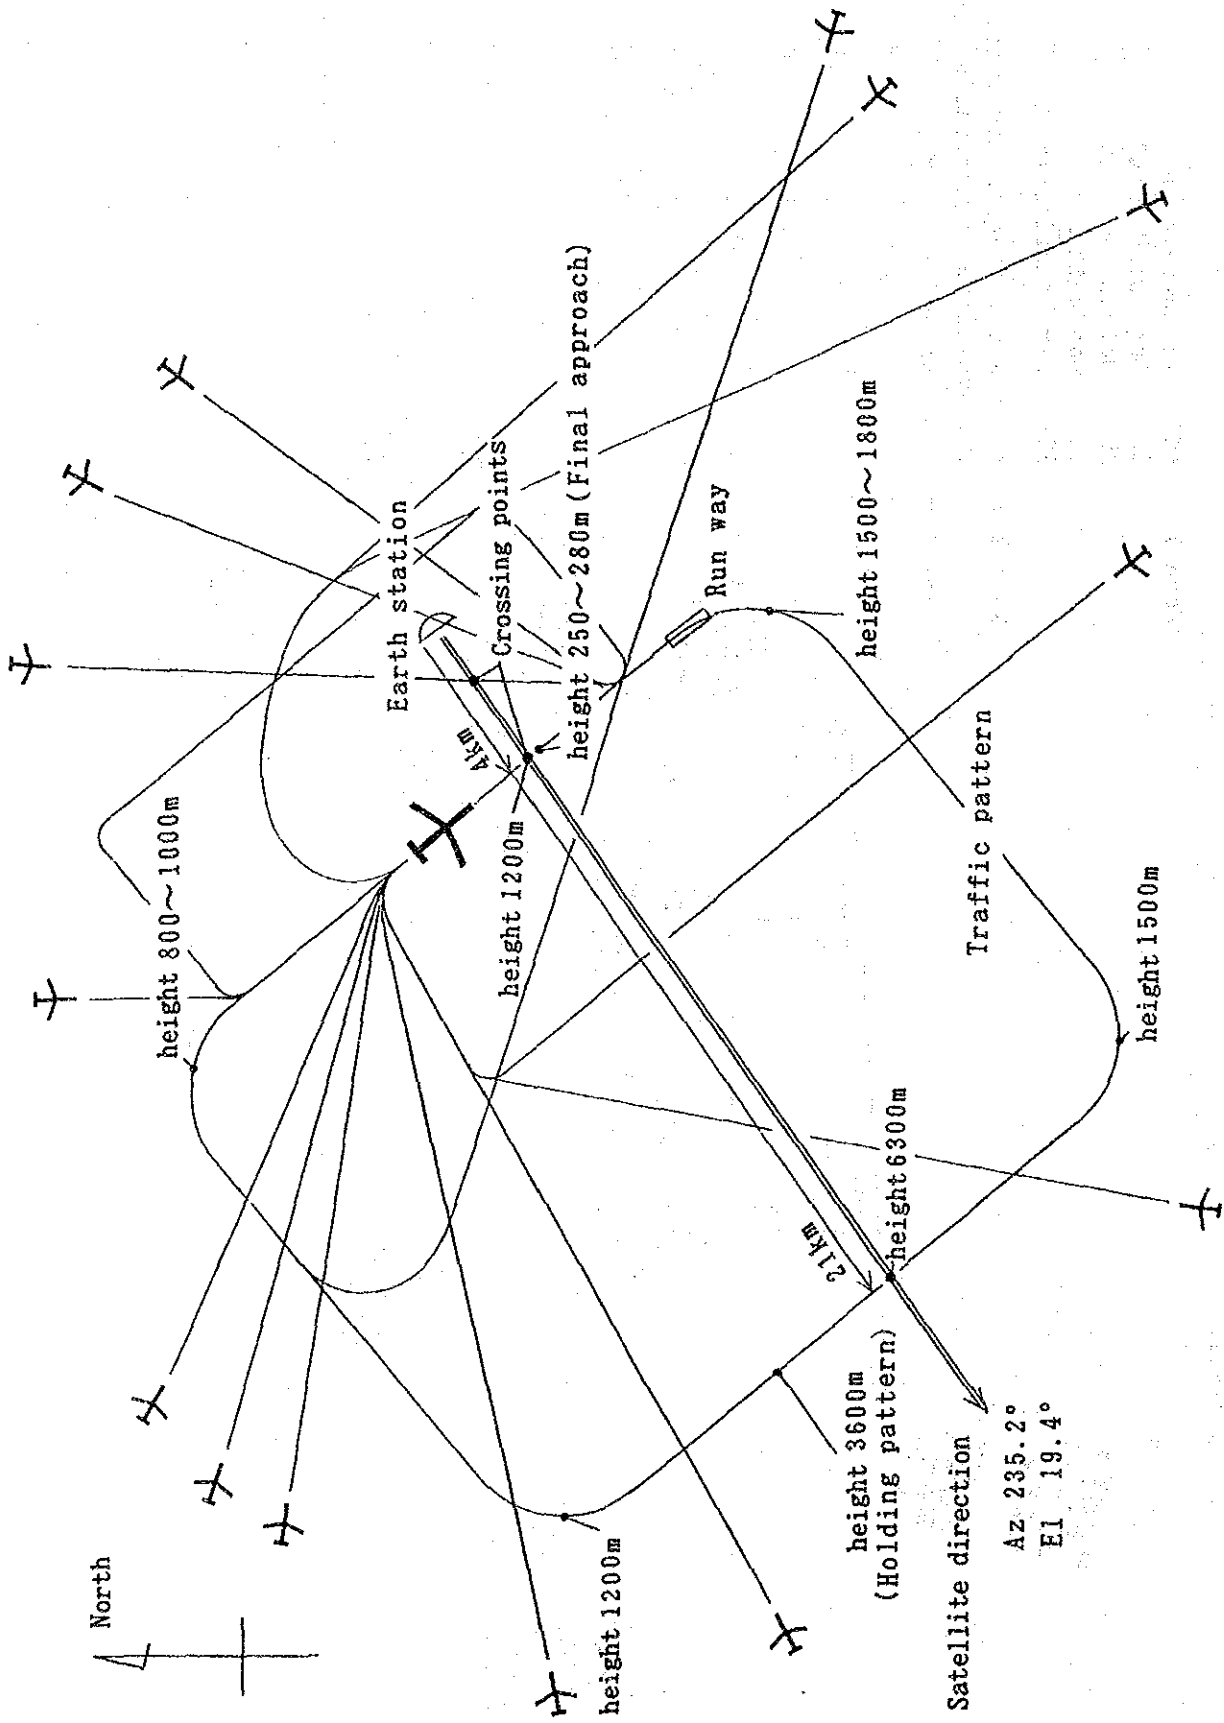 North
height 800~1000m
Earth station
Crossing points
height 250~280m (Final approach)
4km
height 1200m
Run way
height 1500~1800m
Traffic pattern
height 1500m
21km
height 6300m
height 1200m
height 3600m
(Holding pattern)
Satellite direction
Az 235.2°
El 19.4°